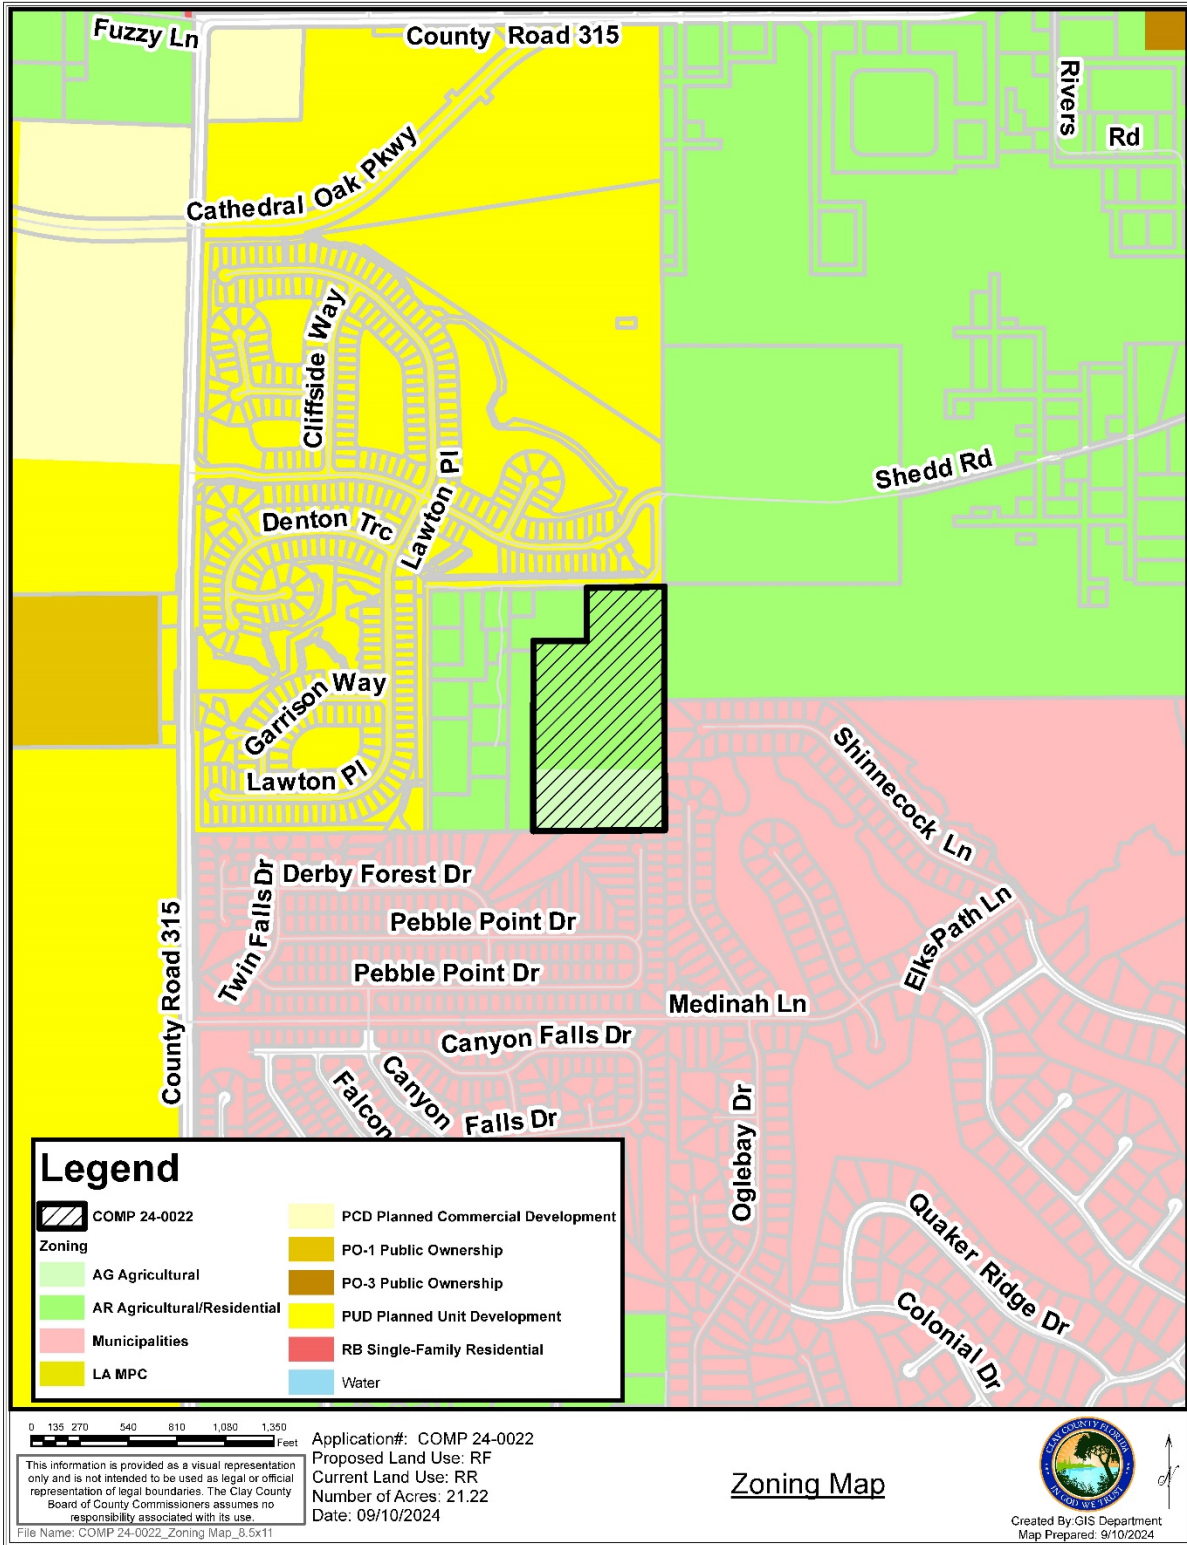 Fuzzy Ln
County Road 315
Rivers
Rd
Cathedral Oak Pkwy
Cliffside Way
Lawton Pl
Shedd Rd
Denton Trc
Garrison Way
Lawton Pl
Shinnecock Ln
Derby Forest Dr
Twin Falls Dr
Pebble Point Dr
Elks Path Ln
Pebble Point Dr
Medinah Ln
County Road 315
Canyon Falls Dr
Canyon
Falls Dr
Falcon
Oglebay Dr
Quaker Ridge Dr
Colonial Dr
Legend
COMP 24-0022
Zoning
AG Agricultural
AR Agricultural/Residential
Municipalities
LA MPC
PCD Planned Commercial Development
PO-1 Public Ownership
PO-3 Public Ownership
PUD Planned Unit Development
RB Single-Family Residential
Water
0 135 270 540 810 1,080 1,350
Feet
This information is provided as a visual representation
only and is not intended to be used as legal or official
representation of legal boundaries. The Clay County
Board of County Commissioners assumes no
responsibility associated with its use.
File Name: COMP 24-0022_Zoning Map_8.5x11
Application#: COMP 24-0022
Proposed Land Use: RF
Current Land Use: RR
Number of Acres: 21.22
Date: 09/10/2024
Zoning Map
CLAY COUNTY FLORIDA
IN GOD WE TRUST
N
Created By:GIS Department
Map Prepared: 9/10/2024